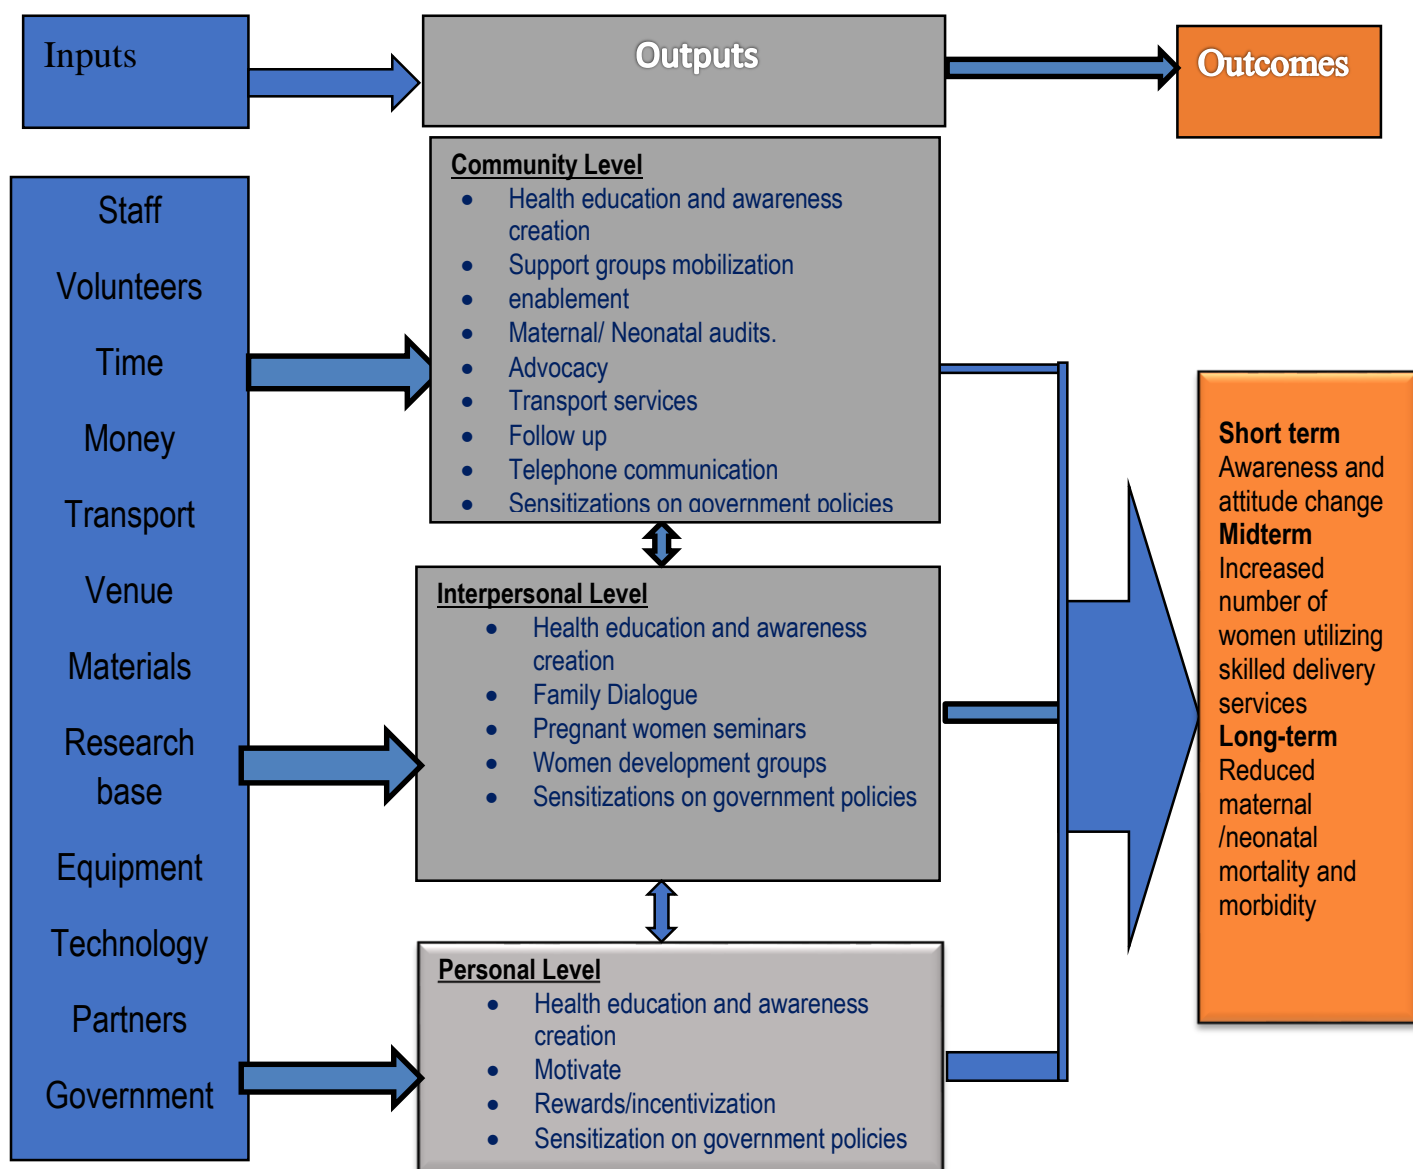 Inputs
Outputs
Outcomes
Staff
Volunteers
Time
Money
Transport
Venue
Materials
Research
base
Equipment
Technology
Partners
Government
Community Level
• Health education and awareness
creation
• Support groups mobilization
• enablement
• Maternal/ Neonatal audits.
• Advocacy
• Transport services
• Follow up
• Telephone communication
• Sensitizations on government policies
Interpersonal Level
• Health education and awareness
creation
• Family Dialogue
• Pregnant women seminars
• Women development groups
• Sensitizations on government policies
Personal Level
• Health education and awareness
creation
• Motivate
• Rewards/incentivization
• Sensitization on government policies
Short term
Awareness and
attitude change
Midterm
Increased
number of
women utilizing
skilled delivery
services
Long-term
Reduced
maternal
/neonatal
mortality and
morbidity